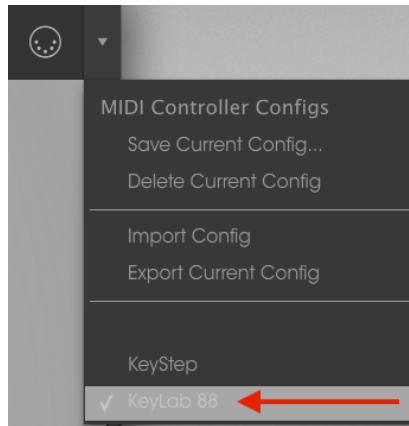 MIDI Controller Configs
Save Current Config...
Delete Current Config
Import Config
Export Current Config
KeyStep
✓ KeyLab 88